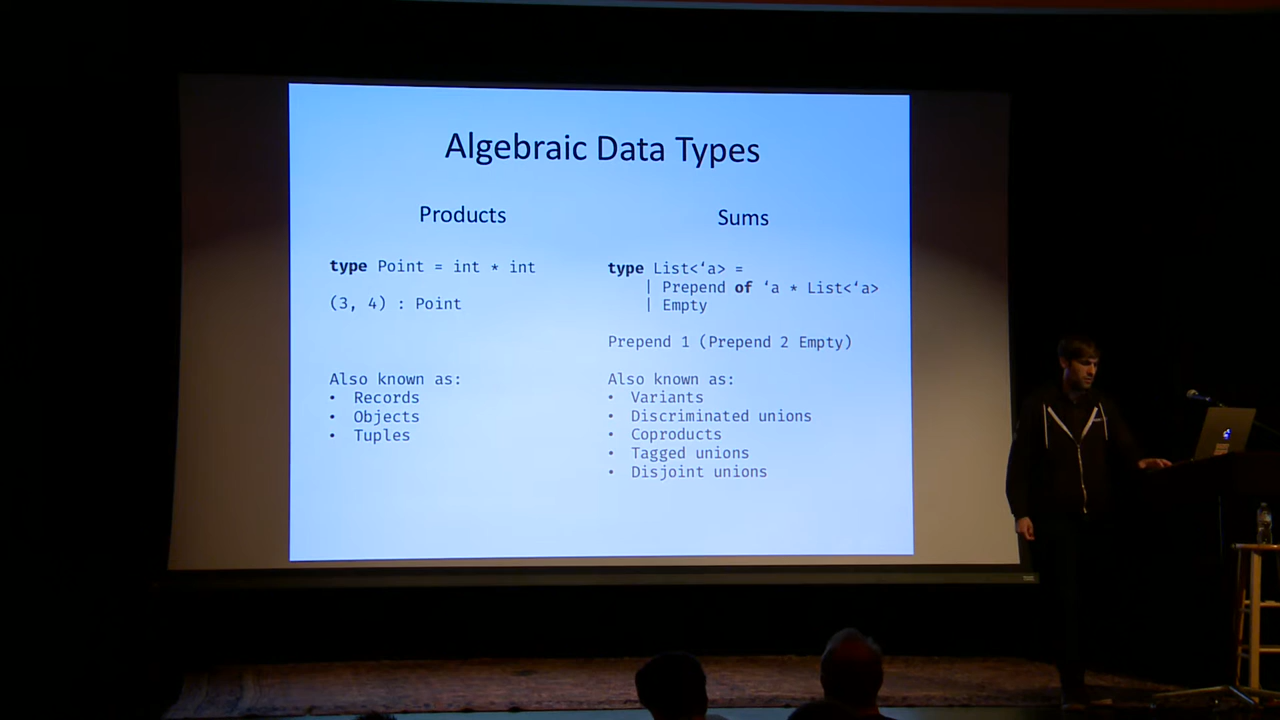 Algebraic Data Types
Products
type Point = int * int
(3, 4) : Point
Also known as:
• Records
• Objects
• Tuples
Sums
type List<‘a> =
| Prepend of ‘a * List<‘a>
| Empty
Prepend 1 (Prepend 2 Empty)
Also known as:
• Variants
• Discriminated unions
• Coproducts
• Tagged unions
• Disjoint unions